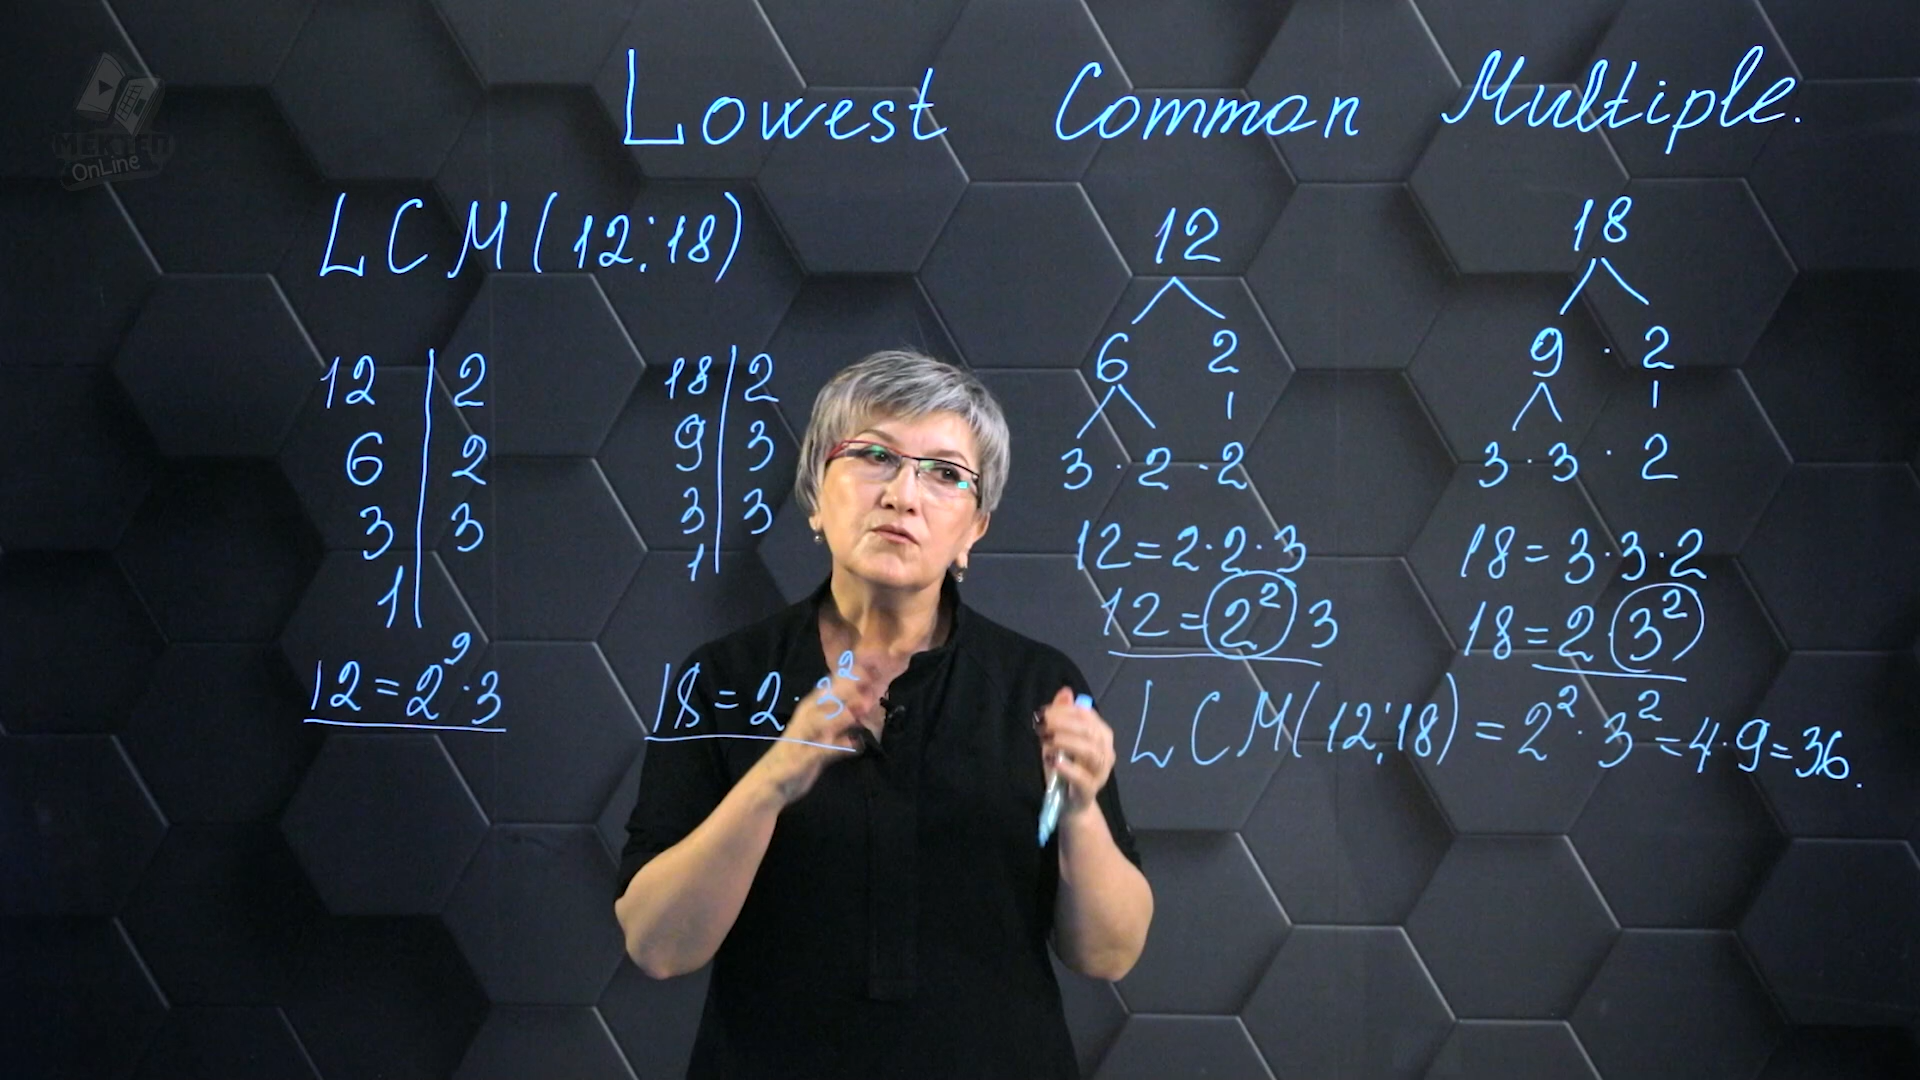 Lowest Common Multiple.
LCM(12;18)
12 | 2
6 | 2
3 | 3
1 |
12 = 2² · 3
18 | 2
9 | 3
3 | 3
1 |
18 = 2 · 3²
12
6 2
3 · 2 · 2
12 = 2 · 2 · 3
12 = 2² 3
18
9 · 2
3 · 3 · 2
18 = 3 · 3 · 2
18 = 2 · 3²
LCM(12;18) = 2² · 3² = 4 · 9 = 36.
МЕКТЕП
OnLine